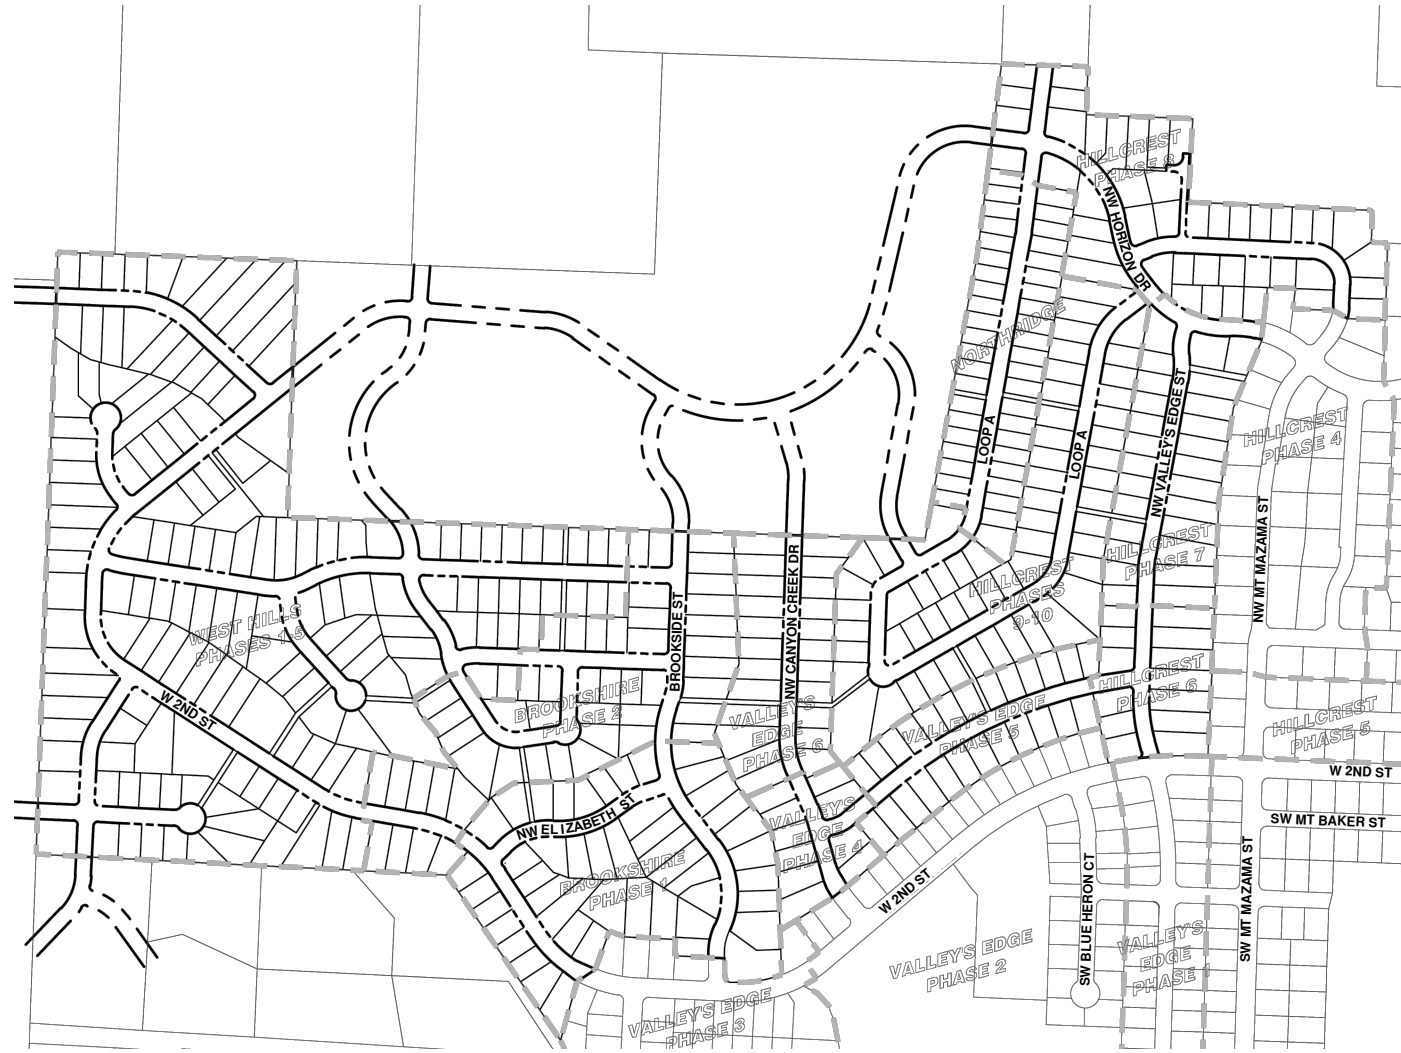 HILLCREST
PHASE 8
NW HORIZON DR
NORTHRIDGE
LOOP A
LOOP A
NW VALLEY'S EDGE ST
HILLCREST
PHASE 4
NW MT MAZAMA ST
HILLCREST
PHASE 7
HILLCREST
PHASES
9-10
NW CANYON CREEK DR
BROOKSIDE ST
WEST HILLS
PHASES 1-5
W 2ND ST
BROOKSHIRE
PHASE 2
VALLEY'S
EDGE
PHASE 6
VALLEY'S EDGE
PHASE 5
HILLCREST
PHASE 6
HILLCREST
PHASE 5
W 2ND ST
SW MT BAKER ST
NW ELIZABETH ST
VALLEY'S
EDGE
PHASE 4
BROOKSHIRE
PHASE 1
W 2ND ST
SW BLUE HERON CT
SW MT MAZAMA ST
VALLEY'S EDGE
PHASE 2
VALLEY'S
EDGE
PHASE 1
VALLEY'S EDGE
PHASE 3